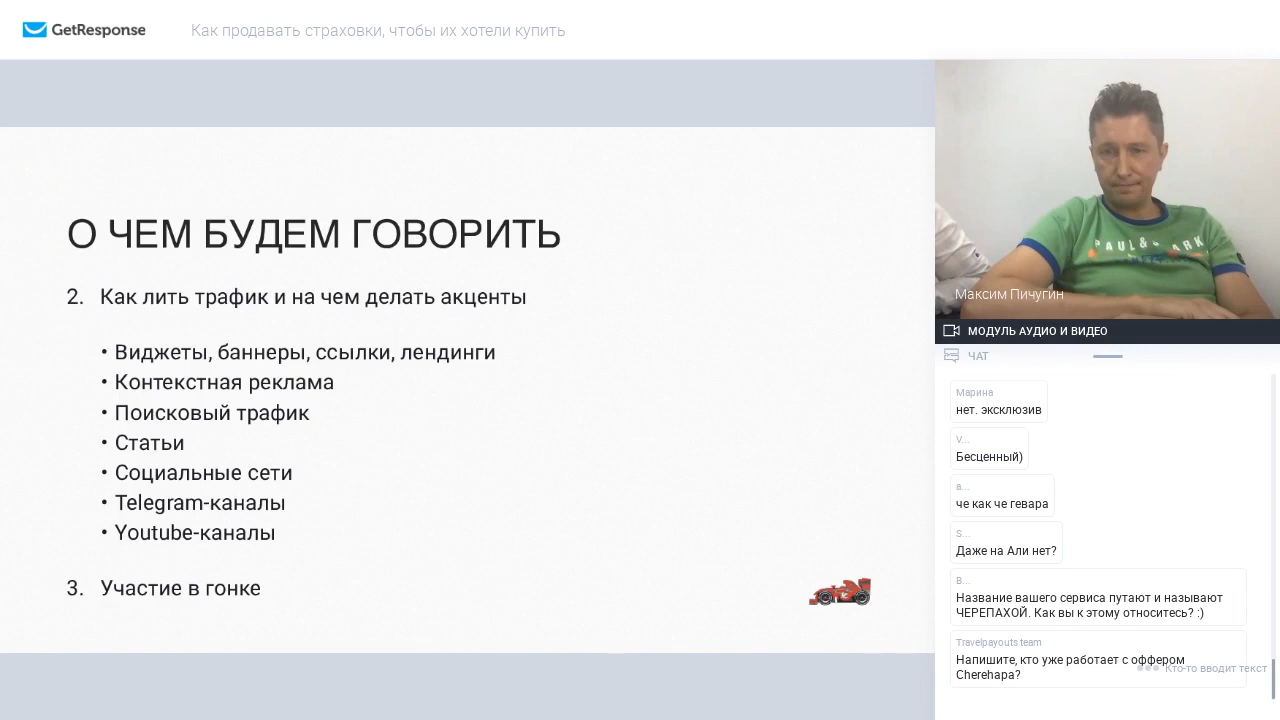 GetResponse
Как продавать страховки, чтобы их хотели купить
О ЧЕМ БУДЕМ ГОВОРИТЬ
2. Как лить трафик и на чем делать акценты
• Виджеты, баннеры, ссылки, лендинги
• Контекстная реклама
• Поисковый трафик
• Статьи
• Социальные сети
• Telegram-каналы
• Youtube-каналы
3. Участие в гонке
PAUL&
ARK
Максим Пичугин
МОДУЛЬ АУДИО И ВИДЕО
ЧАТ
Марина
нет. эксклюзив
V...
Бесценный)
a...
че как че гевара
S...
Даже на Али нет?
B...
Название вашего сервиса путают и называют
ЧЕРЕПАХОЙ. Как вы к этому относитесь? :)
Travelpayouts team
Напишите, кто уже работает с оффером
Cherehapa?
Кто-то вводит текст